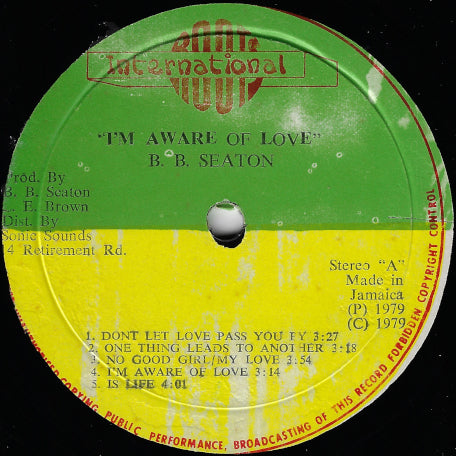 ROOTS
International
"I'M AWARE OF LOVE"
B. B. SEATON
Prod. By
B. B. Seaton
E. Brown
Dist. By
Sonic Sounds
14 Retirement Rd.
Stereo "A"
Made in
Jamaica
(P) 1979
(C) 1979
1. DONT LET LOVE PASS YOU BY 3:27
2. ONE THING LEADS TO ANOTHER 3:18
3. NO GOOD GIRL/MY LOVE 3:54
4. I'M AWARE OF LOVE 3:14
5. IS LIFE 4:01
COPYING, PUBLIC PERFORMANCE, BROADCASTING OF THIS RECORD FORBIDDEN COPYRIGHT CONTROL